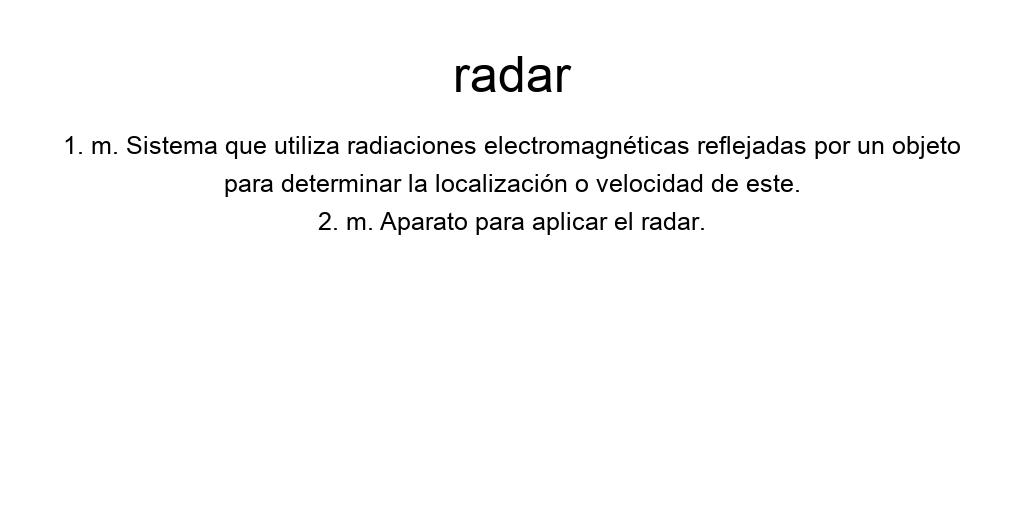 radar
1. m. Sistema que utiliza radiaciones electromagnéticas reflejadas por un objeto
para determinar la localización o velocidad de este.
2. m. Aparato para aplicar el radar.